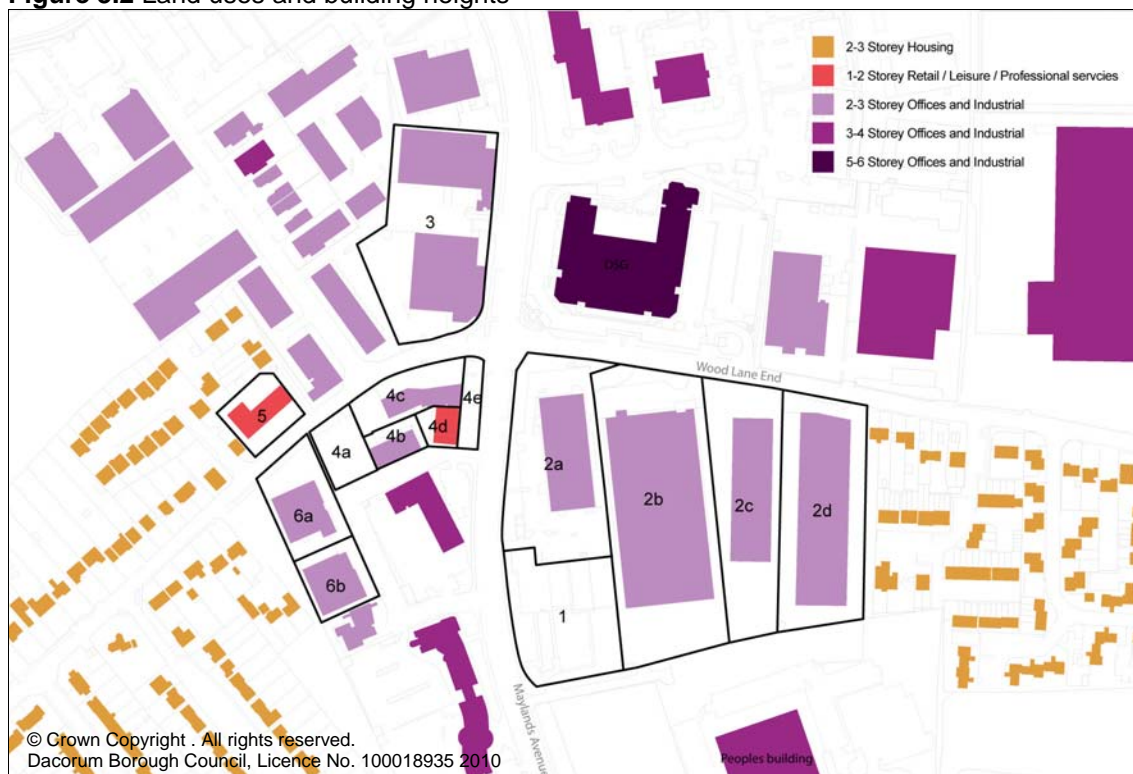 Figure 3.2 Land uses and building heights
2-3 Storey Housing
1-2 Storey Retail / Leisure / Professional servcies
2-3 Storey Offices and Industrial
3-4 Storey Offices and Industrial
5-6 Storey Offices and Industrial
3
DSG
Wood Lane End
4c
4e
5
4d
4b
4a
2a
2b
2c
2d
6a
6b
1
Maylands Avenue
Peoples building
© Crown Copyright . All rights reserved.
Dacorum Borough Council, Licence No. 100018935 2010